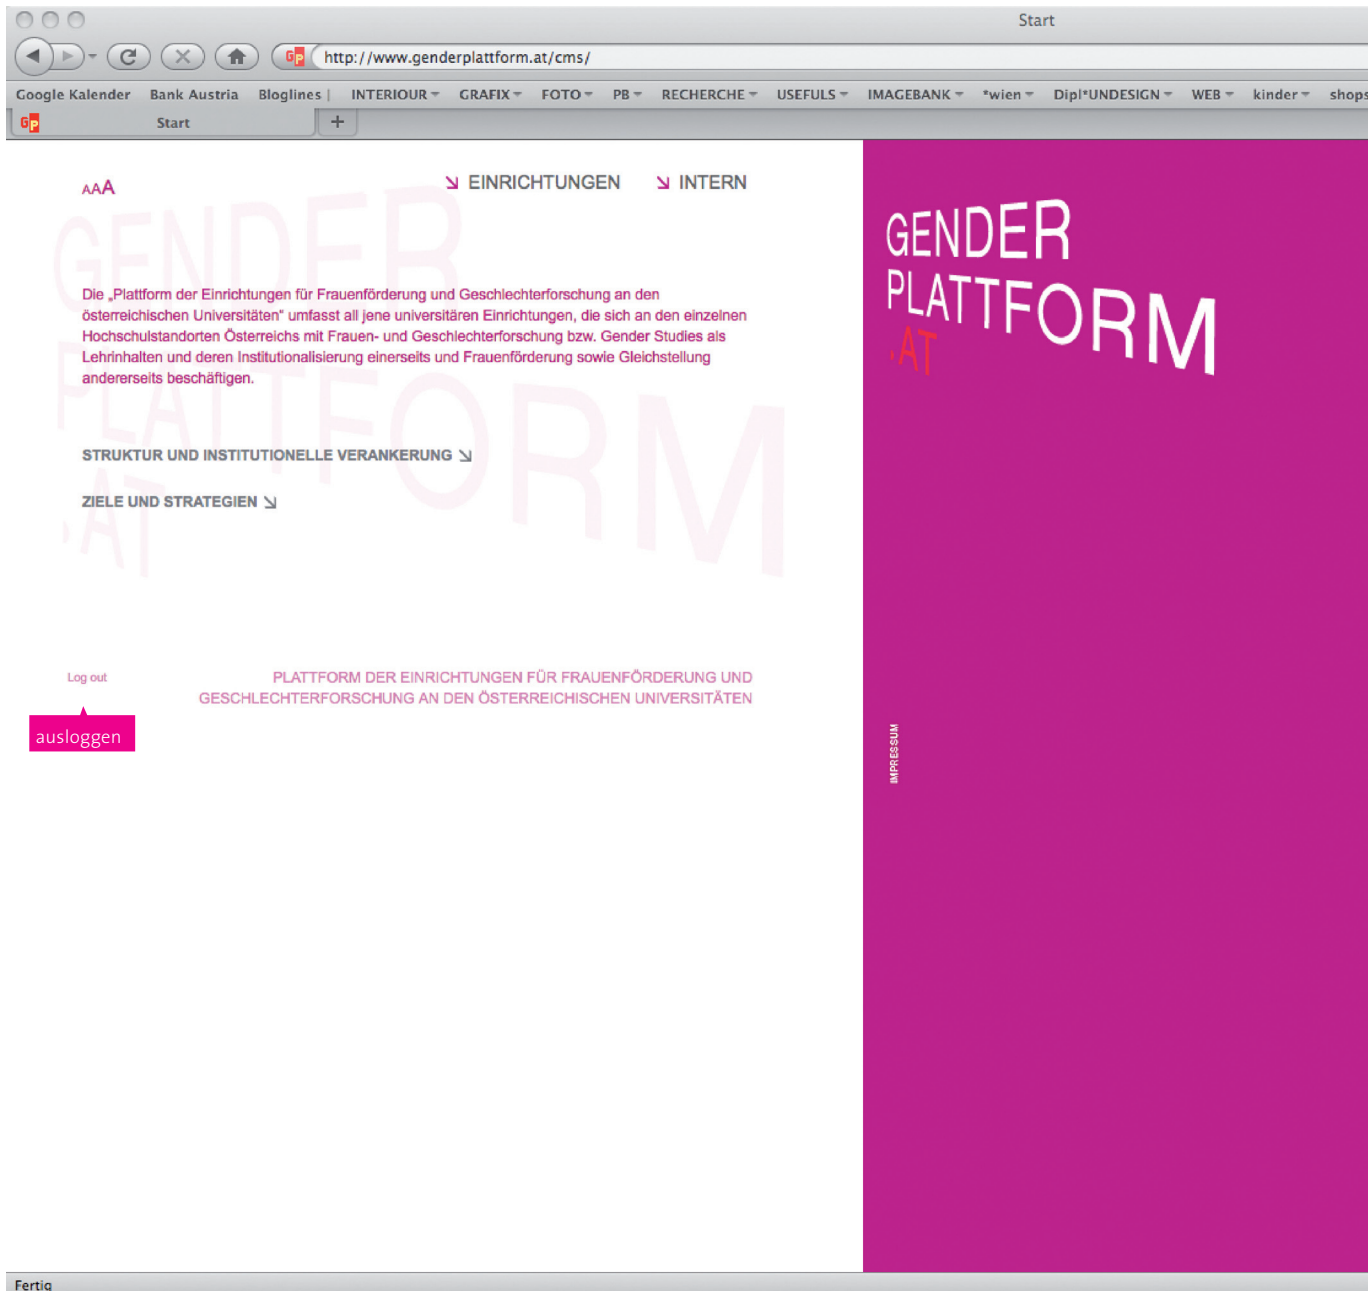 Start
http://www.genderplattform.at/cms/
Google Kalender Bank Austria Bloglines | INTERIOUR GRAFIX FOTO PB RECHERCHE USEFULS IMAGEBANK *wien Dipl*UNDESIGN WEB kinder shops
GP Start +
AAA
EINRICHTUNGEN INTERN
GENDER
PLATTFORM
.AT
Die „Plattform der Einrichtungen für Frauenförderung und Geschlechterforschung an den
österreichischen Universitäten“ umfasst all jene universitären Einrichtungen, die sich an den einzelnen
Hochschulstandorten Österreichs mit Frauen- und Geschlechterforschung bzw. Gender Studies als
Lehrinhalten und deren Institutionalisierung einerseits und Frauenförderung sowie Gleichstellung
andererseits beschäftigen.
STRUKTUR UND INSTITUTIONELLE VERANKERUNG
ZIELE UND STRATEGIEN
GENDER
PLATTFORM
.AT
Log out
PLATTFORM DER EINRICHTUNGEN FÜR FRAUENFÖRDERUNG UND
GESCHLECHTERFORSCHUNG AN DEN ÖSTERREICHISCHEN UNIVERSITÄTEN
ausloggen
IMPRESSUM
Fertig